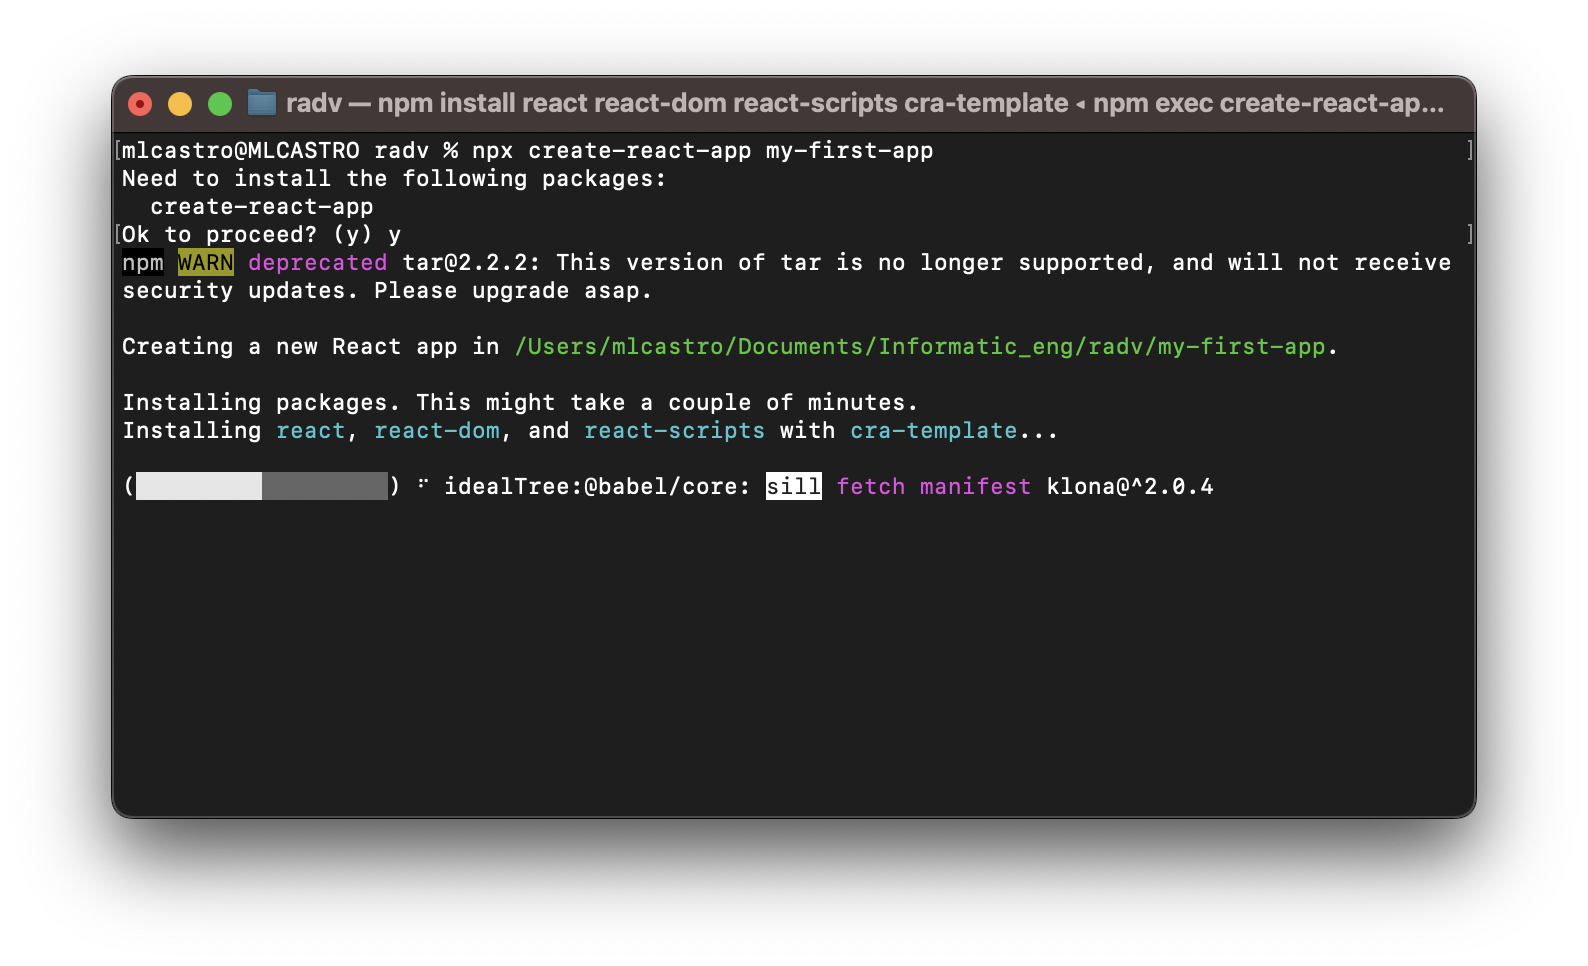 radv — npm install react react-dom react-scripts cra-template ◂ npm exec create-react-ap...
[mlcastro@MLCASTRO radv % npx create-react-app my-first-app ]
Need to install the following packages:
  create-react-app
[Ok to proceed? (y) y ]
npm WARN deprecated tar@2.2.2: This version of tar is no longer supported, and will not receive
security updates. Please upgrade asap.

Creating a new React app in /Users/mlcastro/Documents/Informatic_eng/radv/my-first-app.

Installing packages. This might take a couple of minutes.
Installing react, react-dom, and react-scripts with cra-template...

(                  ) ⠋ idealTree:@babel/core: sill fetch manifest klona@^2.0.4